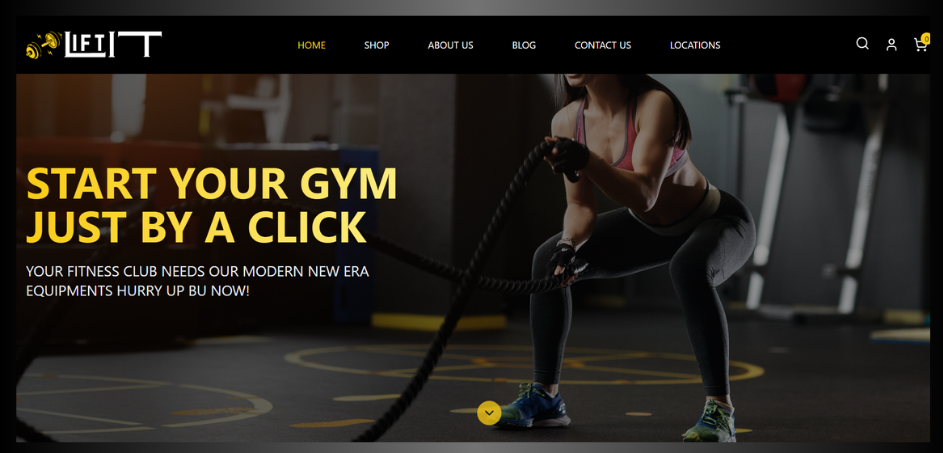 LIFT IT
HOME SHOP ABOUT US BLOG CONTACT US LOCATIONS
0
START YOUR GYM
JUST BY A CLICK
YOUR FITNESS CLUB NEEDS OUR MODERN NEW ERA
EQUIPMENTS HURRY UP BU NOW!